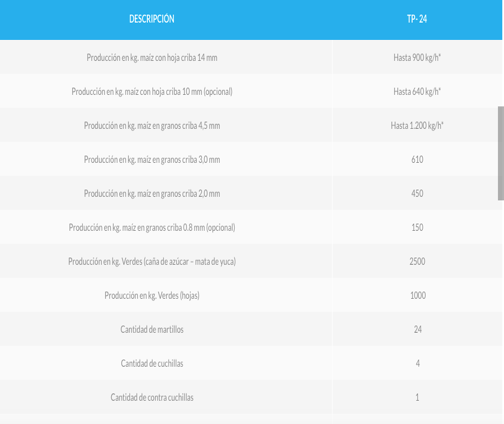 DESCRIPCIÓN TP- 24
Producción en kg. maíz con hoja criba 14 mm Hasta 900 kg/h*
Producción en kg. maíz con hoja criba 10 mm (opcional) Hasta 640 kg/h*
Producción en kg. maíz en granos criba 4,5 mm Hasta 1.200 kg/h*
Producción en kg. maíz en granos criba 3,0 mm 610
Producción en kg. maíz en granos criba 2,0 mm 450
Producción en kg. maíz en granos criba 0.8 mm (opcional) 150
Producción en kg. Verdes (caña de azúcar – mata de yuca) 2500
Producción en kg. Verdes (hojas) 1000
Cantidad de martillos 24
Cantidad de cuchillas 4
Cantidad de contra cuchillas 1